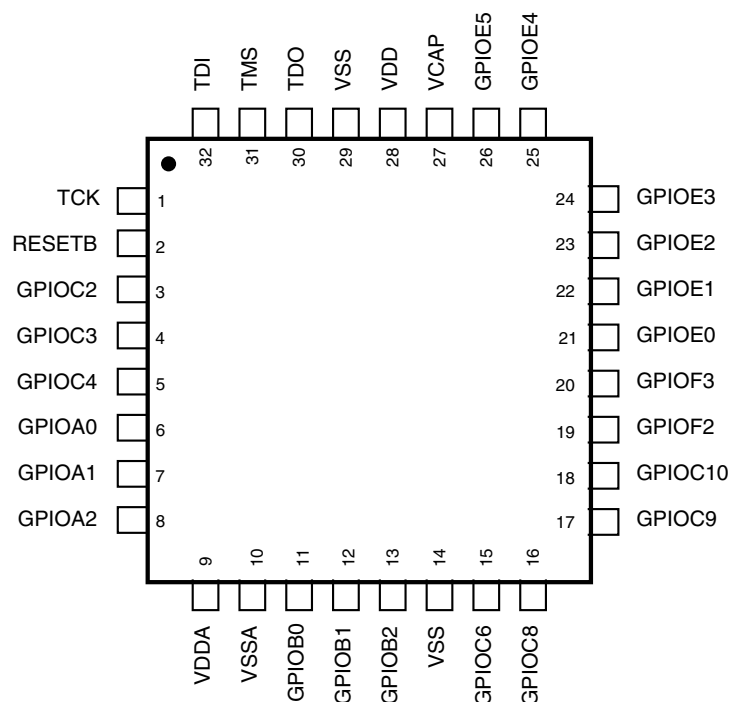 TDI TMS TDO VSS VDD VCAP GPIOE5 GPIOE4
32 31 30 29 28 27 26 25
TCK 1 24 GPIOE3
RESETB 2 23 GPIOE2
GPIOC2 3 22 GPIOE1
GPIOC3 4 21 GPIOE0
GPIOC4 5 20 GPIOF3
GPIOA0 6 19 GPIOF2
GPIOA1 7 18 GPIOC10
GPIOA2 8 17 GPIOC9
9 10 11 12 13 14 15 16
VDDA VSSA GPIOB0 GPIOB1 GPIOB2 VSS GPIOC6 GPIOC8